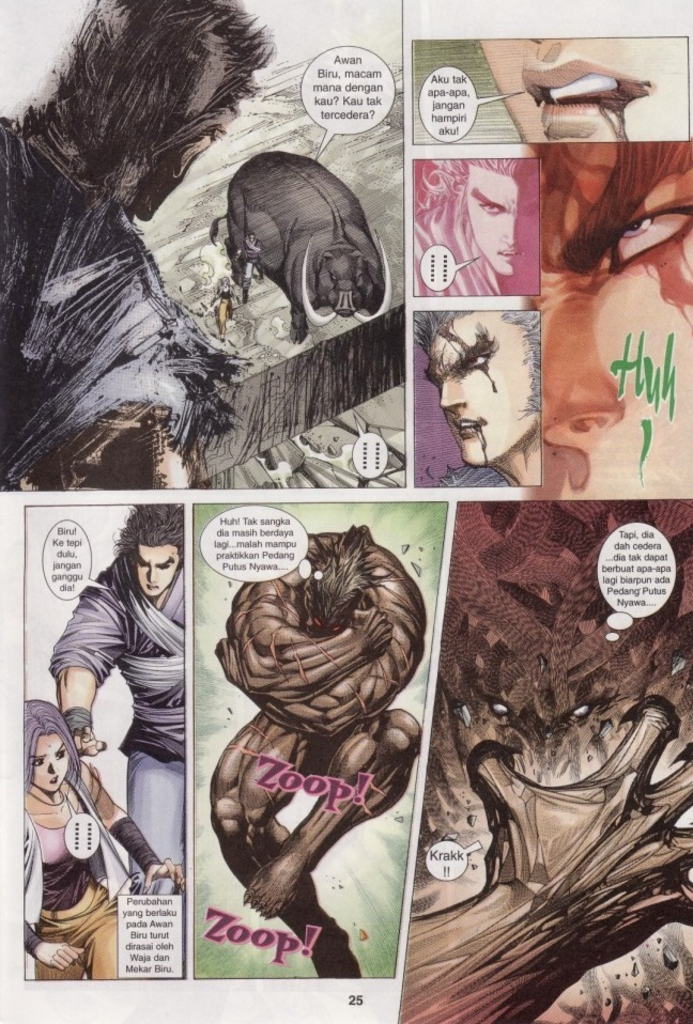 Awan
Biru, macam
mana dengan
kau? Kau tak
tercedera?
Aku tak
apa-apa,
jangan
hampiri
aku!
Huh!
Biru!
Ke tepi
dulu,
jangan
ganggu
dia!
Perubahan
yang berlaku
pada Awan
Biru turut
dirasai oleh
Waja dan
Mekar Biru.
Huh! Tak sangka
dia masih berdaya
lagi...malah mampu
praktikkan Pedang
Putus Nyawa....
Zoop!
Zoop!
Tapi, dia
dah cedera
...dia tak dapat
berbuat apa-apa
lagi biarpun ada
Pedang Putus
Nyawa....
Krakk
!!
25